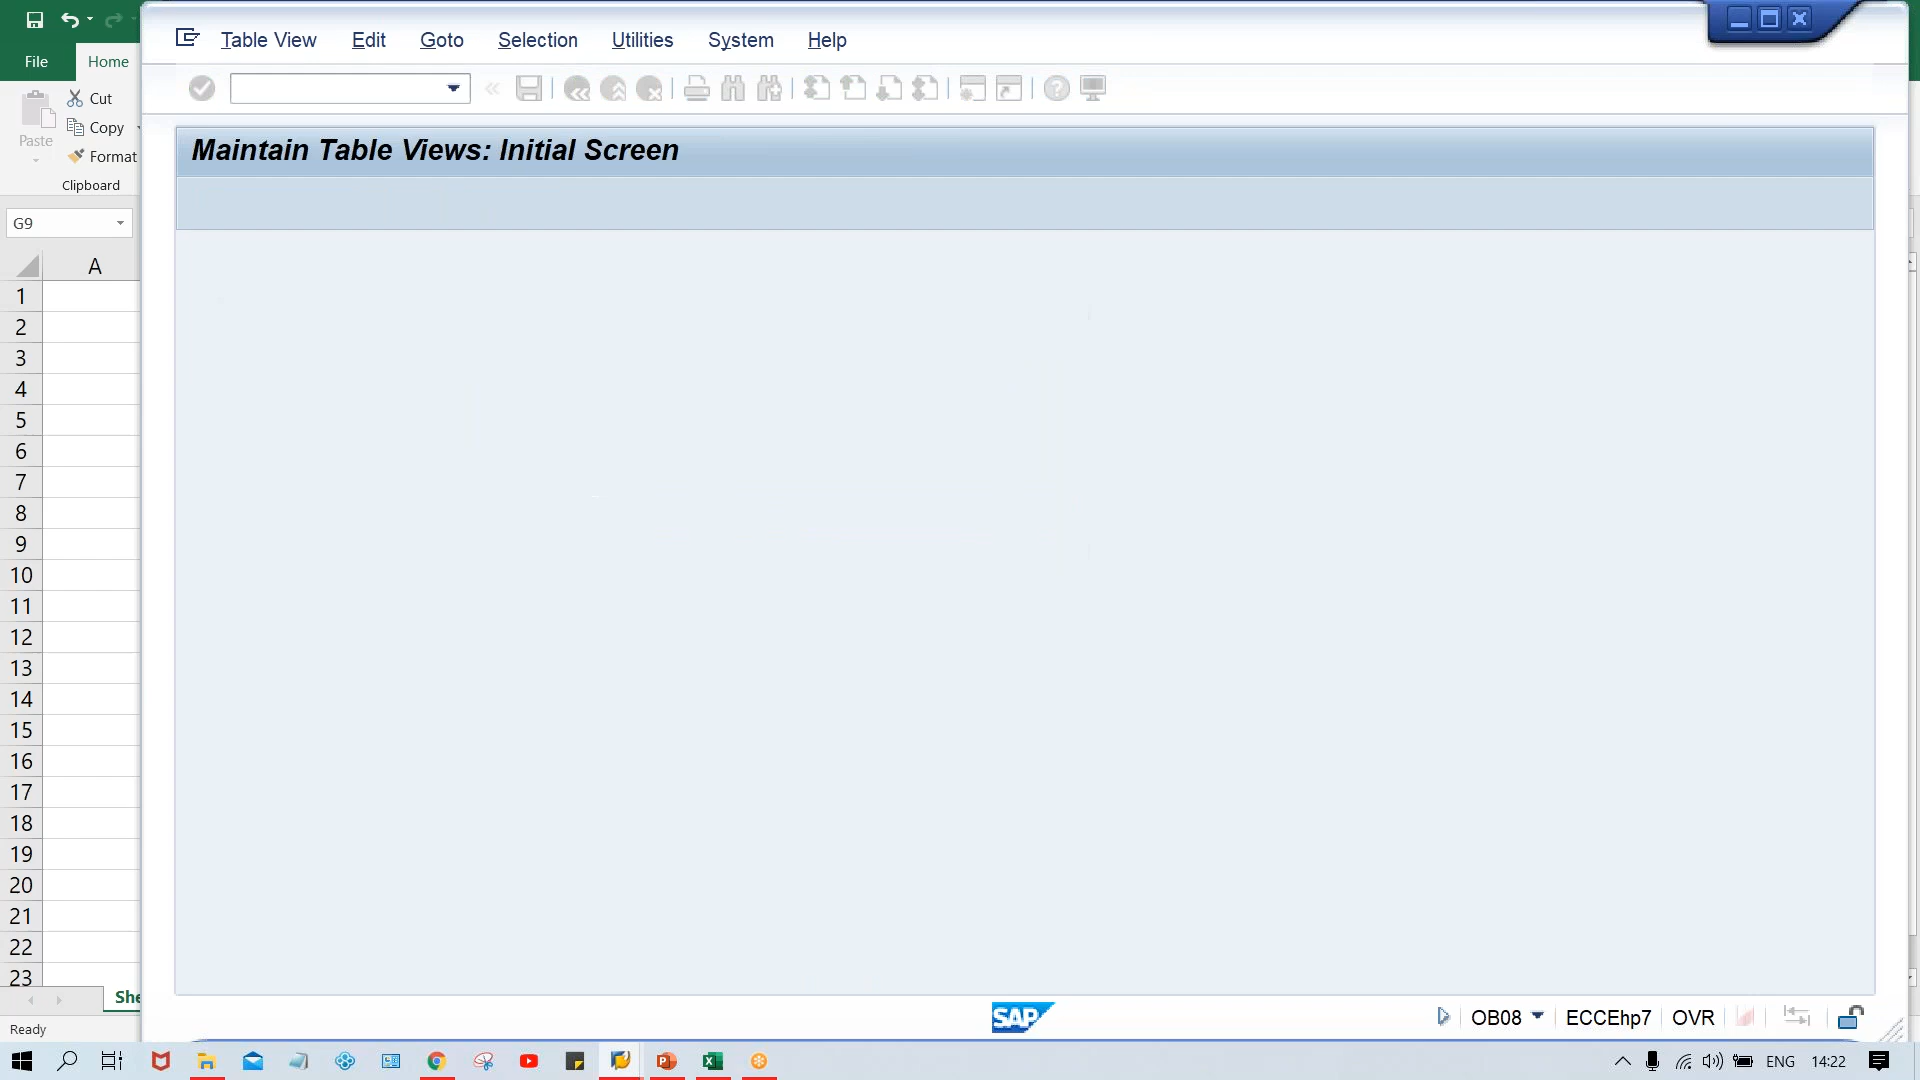 Table View Edit Goto Selection Utilities System Help
File Home
Cut
Copy
Paste
Format
Clipboard
Maintain Table Views: Initial Screen
G9
A
1
2
3
4
5
6
7
8
9
10
11
12
13
14
15
16
17
18
19
20
21
22
23
She
Ready
SAP
OB08 ECCEhp7 OVR
ENG 14:22